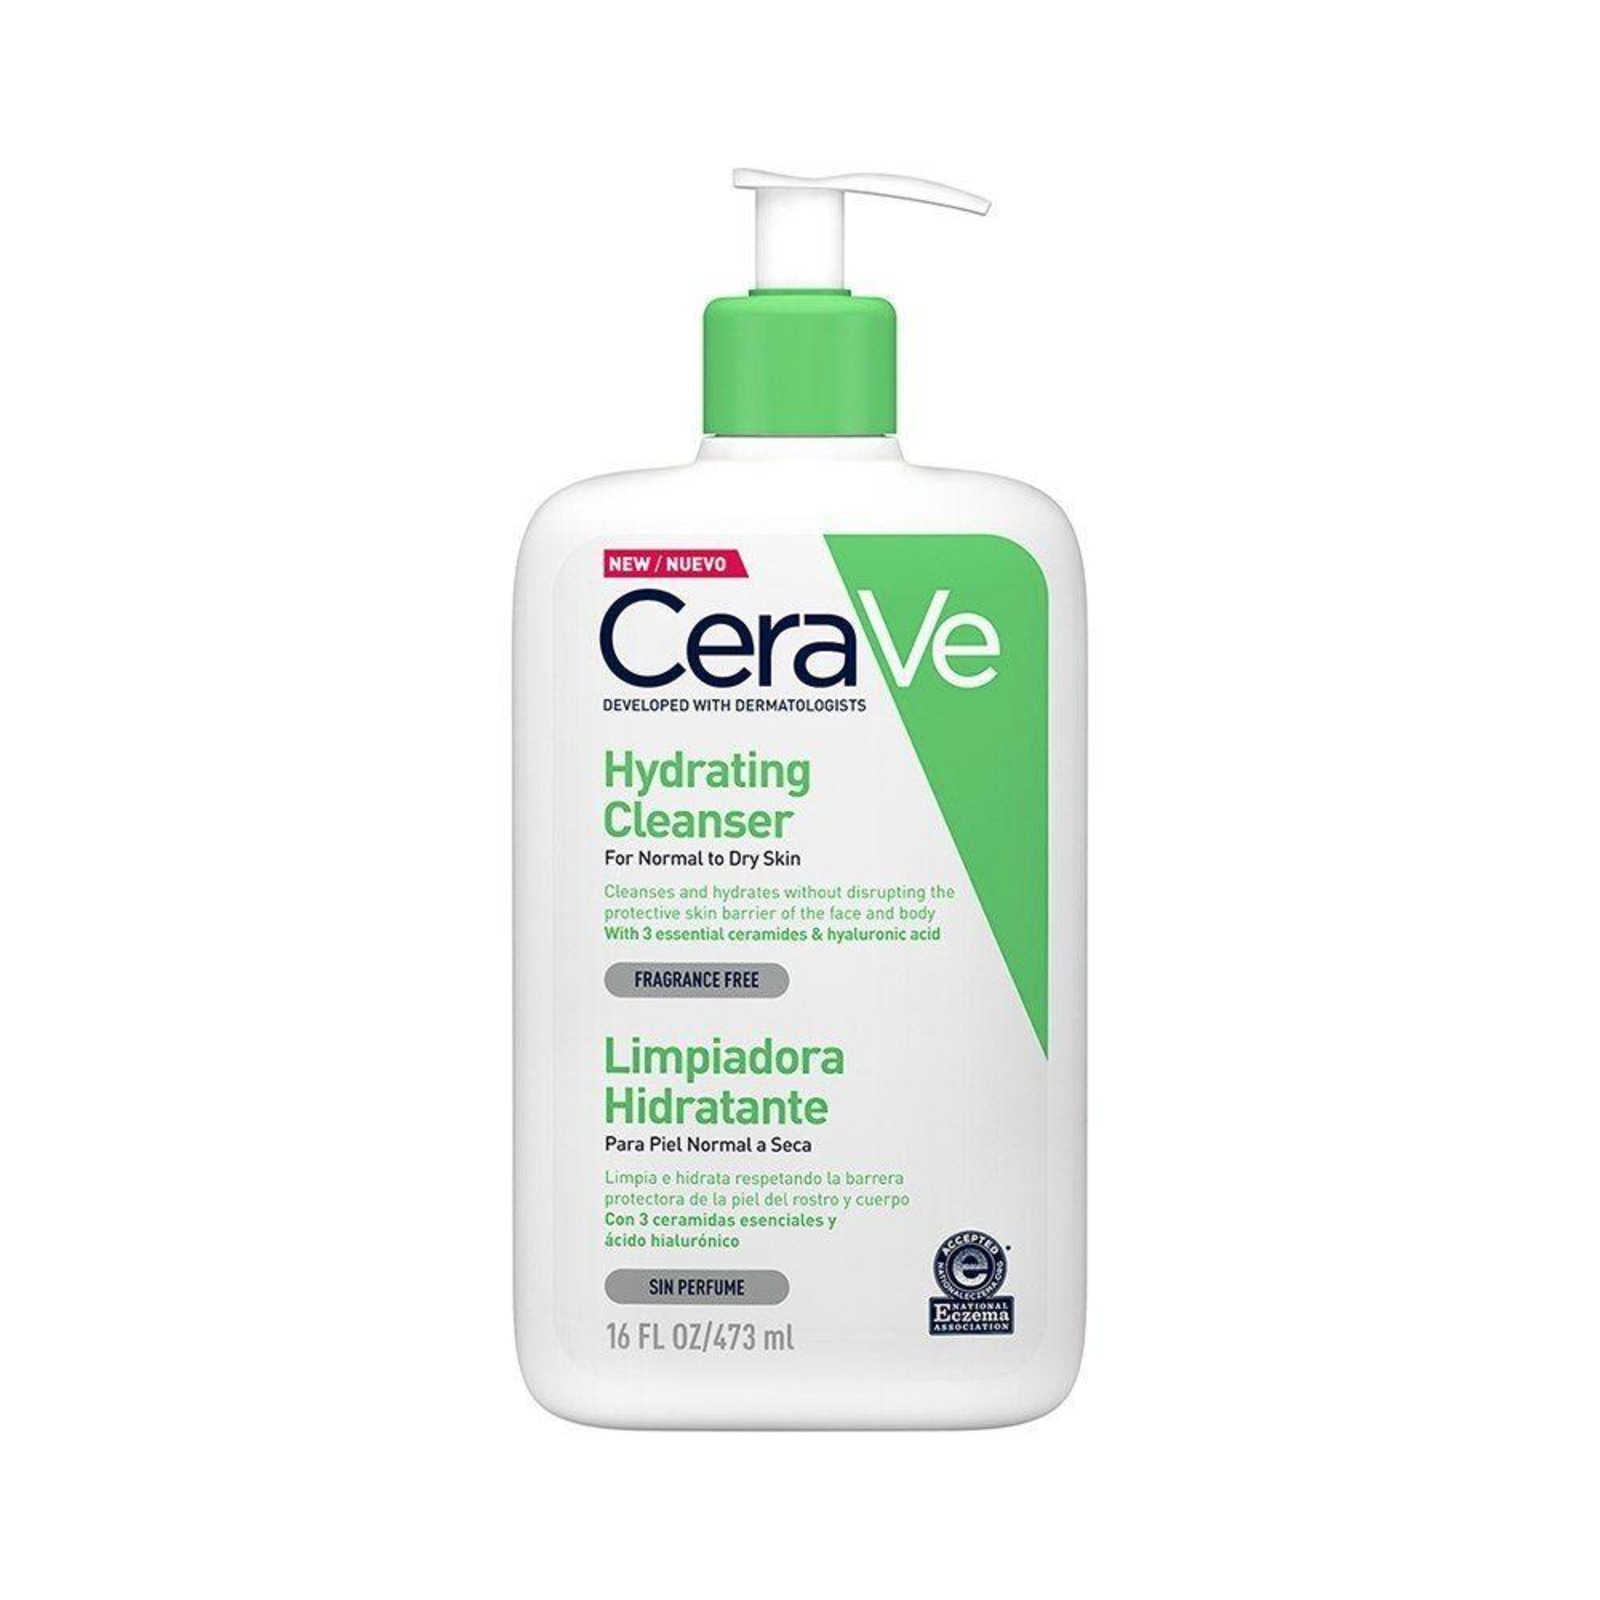 NEW / NUEVO
CeraVe
DEVELOPED WITH DERMATOLOGISTS
Hydrating
Cleanser
For Normal to Dry Skin
Cleanses and hydrates without disrupting the
protective skin barrier of the face and body
With 3 essential ceramides & hyaluronic acid
FRAGRANCE FREE
Limpiadora
Hidratante
Para Piel Normal a Seca
Limpia e hidrata respetando la barrera
protectora de la piel del rostro y cuerpo
Con 3 ceramidas esenciales y
ácido hialurónico
SIN PERFUME
16 FL OZ/473 ml
ACCEPTED
e
NATIONALECZEMA.ORG
NATIONAL
Eczema
ASSOCIATION